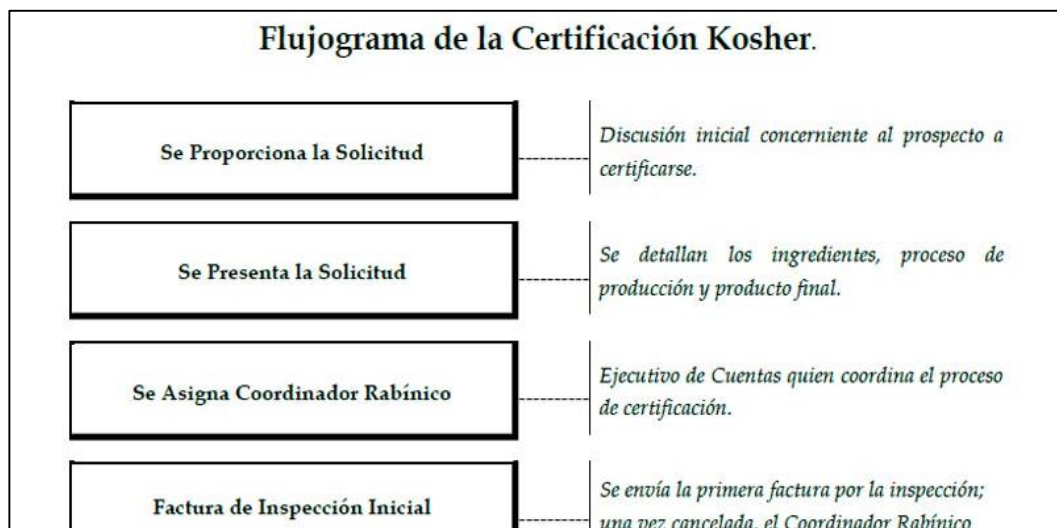 Flujograma de la Certificación Kosher.
Se Proporciona la Solicitud
Discusión inicial concerniente al prospecto a
certificarse.
Se Presenta la Solicitud
Se detallan los ingredientes, proceso de
producción y producto final.
Se Asigna Coordinador Rabínico
Ejecutivo de Cuentas quien coordina el proceso
de certificación.
Factura de Inspección Inicial
Se envía la primera factura por la inspección;
una vez cancelada, el Coordinador Rabínico